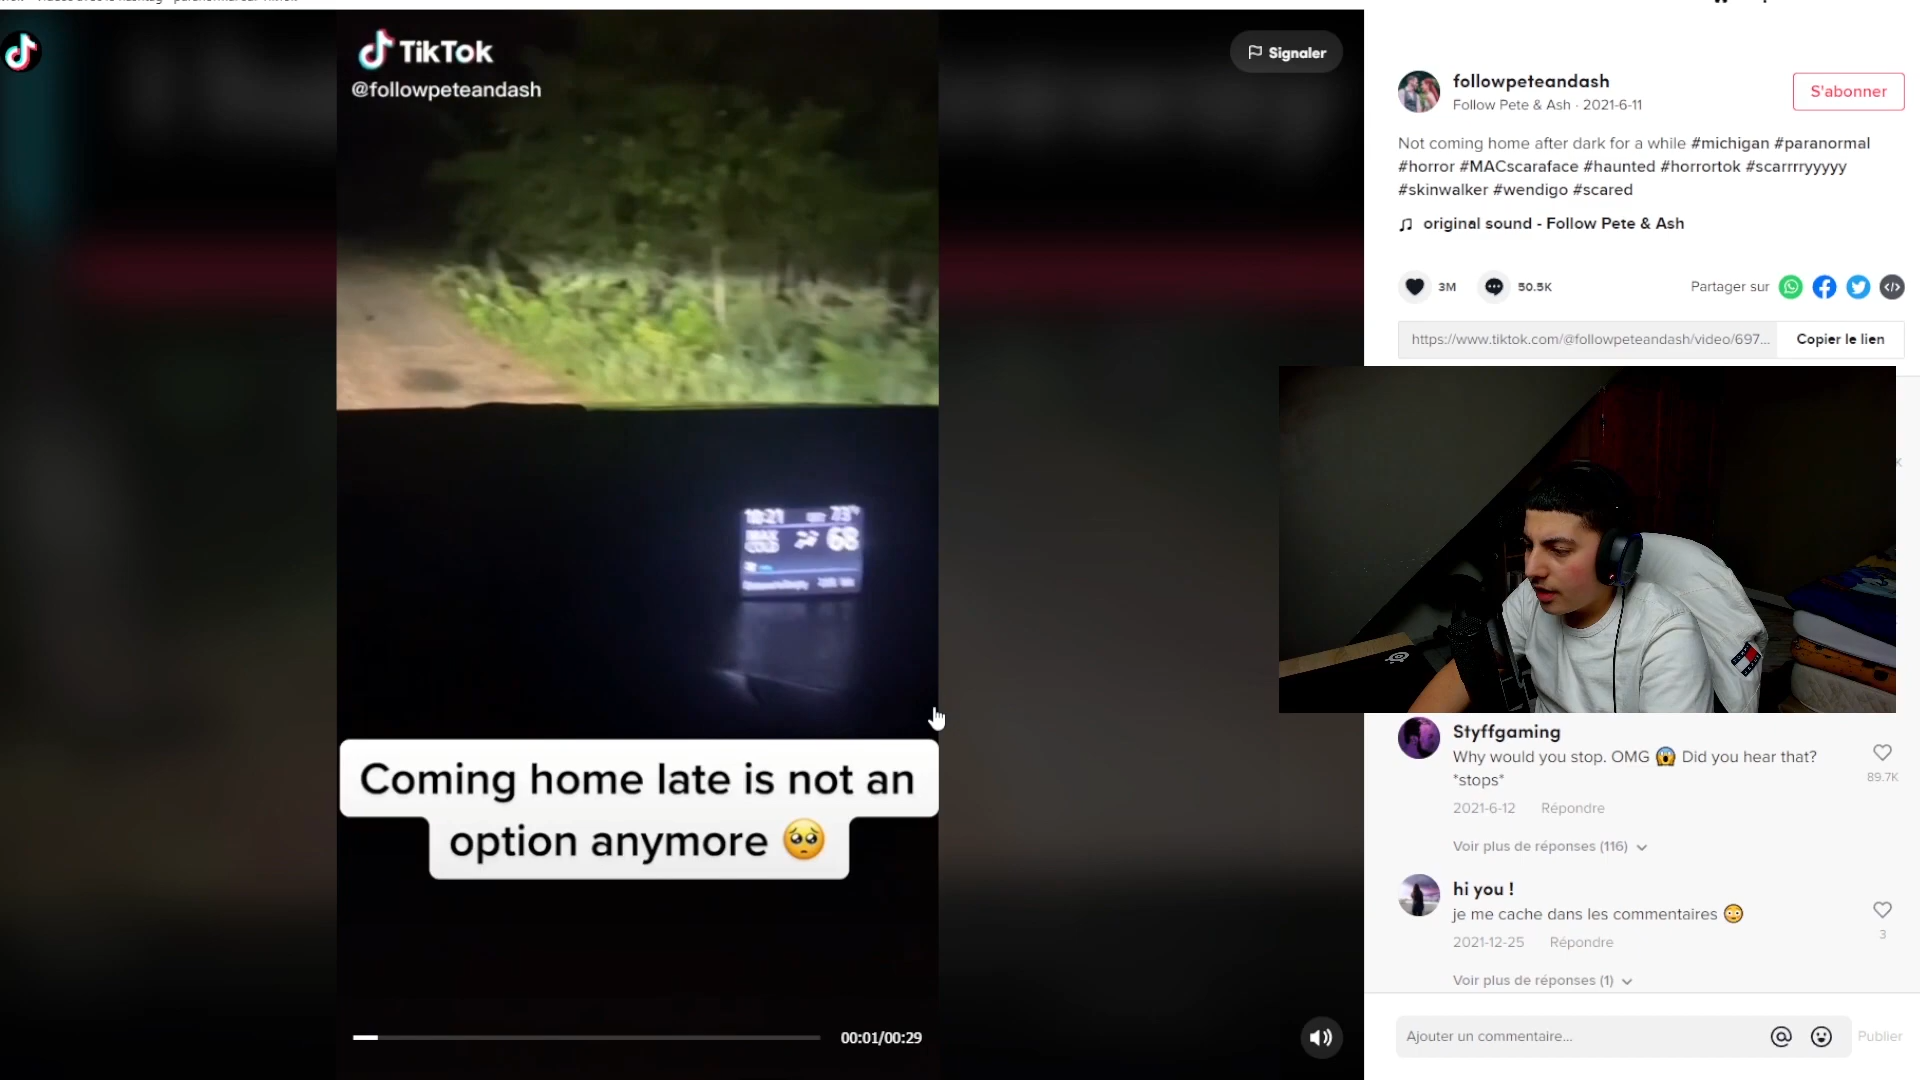 TikTok
@followpeteandash
Signaler
Coming home late is not an
option anymore 🥺
00:01/00:29
followpeteandash
Follow Pete & Ash · 2021-6-11
S'abonner
Not coming home after dark for a while #michigan #paranormal
#horror #MACscaraface #haunted #horrortok #scarrrryyyyy
#skinwalker #wendigo #scared
original sound - Follow Pete & Ash
3M
50.5K
Partager sur
https://www.tiktok.com/@followpeteandash/video/697...
Copier le lien
Styffgaming
Why would you stop. OMG 😱 Did you hear that?
*stops*
89.7K
2021-6-12 Répondre
Voir plus de réponses (116)
hi you !
je me cache dans les commentaires 😳
3
2021-12-25 Répondre
Voir plus de réponses (1)
Ajouter un commentaire...
Publier
68